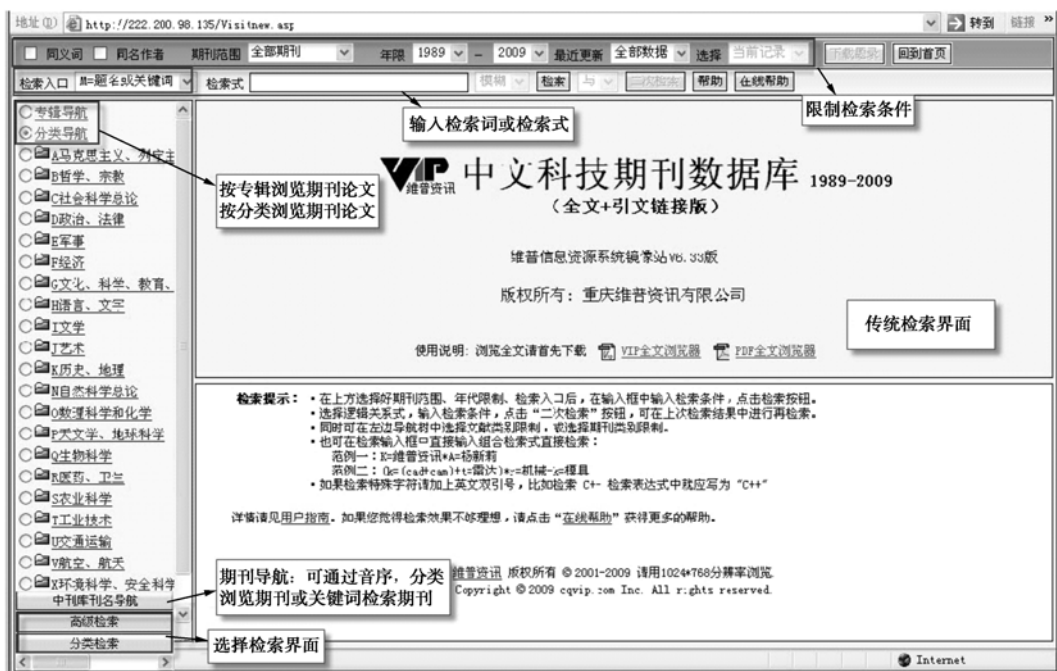 地址(D) http://222.200.98.135/Visitnew.asp 转到 链接 »
同义词 同名作者 期刊范围 全部期刊 年限 1989 - 2009 最近更新 全部数据 选择 当前记录 下载题录 回到首页
检索入口 M=题名或关键词 检索式 模糊 检索 与 二次检索 帮助 在线帮助
限制检索条件
输入检索词或检索式
专辑导航
分类导航
A马克思主义、列宁主
B哲学、宗教
C社会科学总论
D政治、法律
E军事
F经济
G文化、科学、教育、
H语言、文字
I文学
J艺术
K历史、地理
N自然科学总论
O数理科学和化学
P天文学、地球科学
Q生物科学
R医药、卫生
S农业科学
T工业技术
U交通运输
V航空、航天
X环境科学、安全科学
中刊库刊名导航
高级检索
分类检索
按专辑浏览期刊论文
按分类浏览期刊论文
VIP 维普资讯 中文科技期刊数据库 1989-2009
(全文+引文链接版)
维普信息资源系统镜像站V6.33版
版权所有:重庆维普资讯有限公司
传统检索界面
使用说明:浏览全文请首先下载 VIP全文浏览器 PDF全文浏览器
检索提示:·在上方选择好期刊范围、年代限制、检索入口后,在输入框中输入检索条件,点击检索按钮。
·选择逻辑关系式,输入检索条件,点击“二次检索”按钮,可在上次检索结果中进行再检索。
·同时可在左边导航树中选择文献类别限制,或选择期刊类别限制。
·也可在检索输入框中直接输入组合检索式直接检索:
范例一:K=维普资讯*A=杨新莉
范例二:(k=(cad+cam)+t=雷达)*r=机械-k=模具
·如果检索特殊字符请加上英文双引号,比如检索 C++ 检索表达式中就应写为 "C++"
详情请见用户指南。如果您觉得检索效果不够理想,请点击“在线帮助”获得更多的帮助。
期刊导航:可通过音序,分类
浏览期刊或关键词检索期刊
维普资讯 版权所有 ©2001-2009 请用1024*768分辨率浏览
Copyright ©2009 cqvip.com Inc. All rights reserved.
选择检索界面
Internet